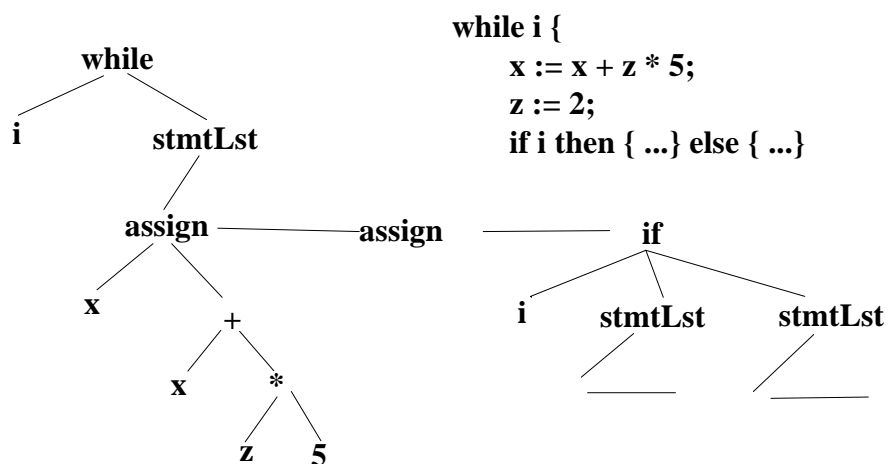 while i {
x := x + z * 5;
z := 2;
if i then { ...} else { ...}
while
i
stmtLst
assign
assign
if
x
+
i
stmtLst
stmtLst
x
*
z
5